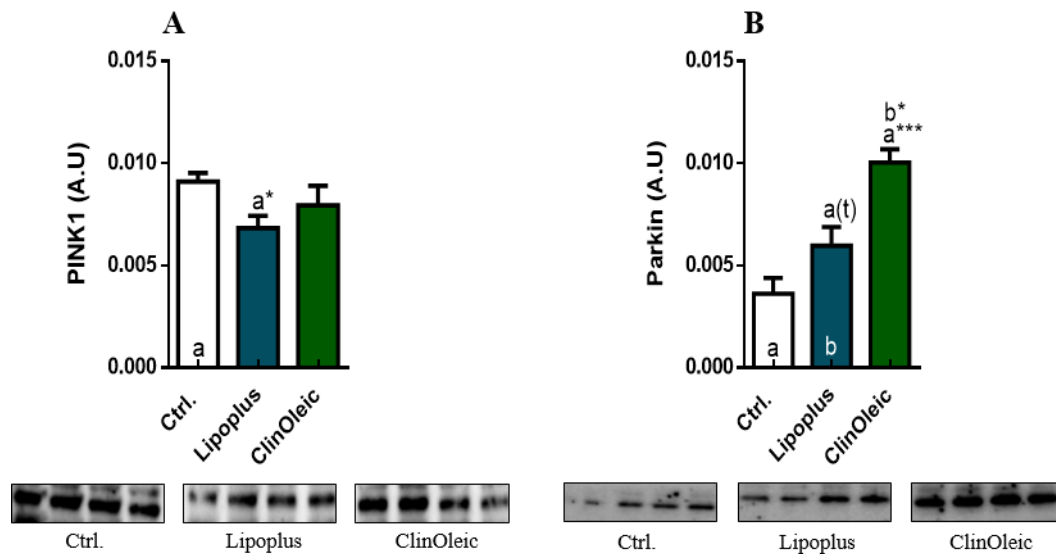 A
PINK1 (A.U)
0.015
0.010
0.005
0.000
a*
a
Ctrl.
Lipoplus
ClinOleic
Ctrl.
Lipoplus
ClinOleic
B
Parkin (A.U)
0.015
0.010
0.005
0.000
b*
a***
a(t)
a
b
Ctrl.
Lipoplus
ClinOleic
Ctrl.
Lipoplus
ClinOleic